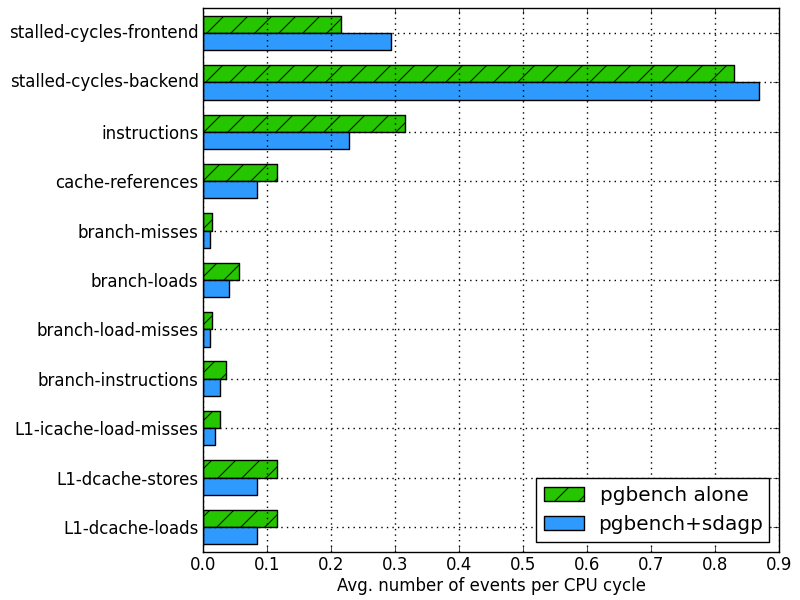 stalled-cycles-frontend
stalled-cycles-backend
instructions
cache-references
branch-misses
branch-loads
branch-load-misses
branch-instructions
L1-icache-load-misses
L1-dcache-stores
L1-dcache-loads
pgbench alone
pgbench+sdagp
0.0 0.1 0.2 0.3 0.4 0.5 0.6 0.7 0.8 0.9
Avg. number of events per CPU cycle